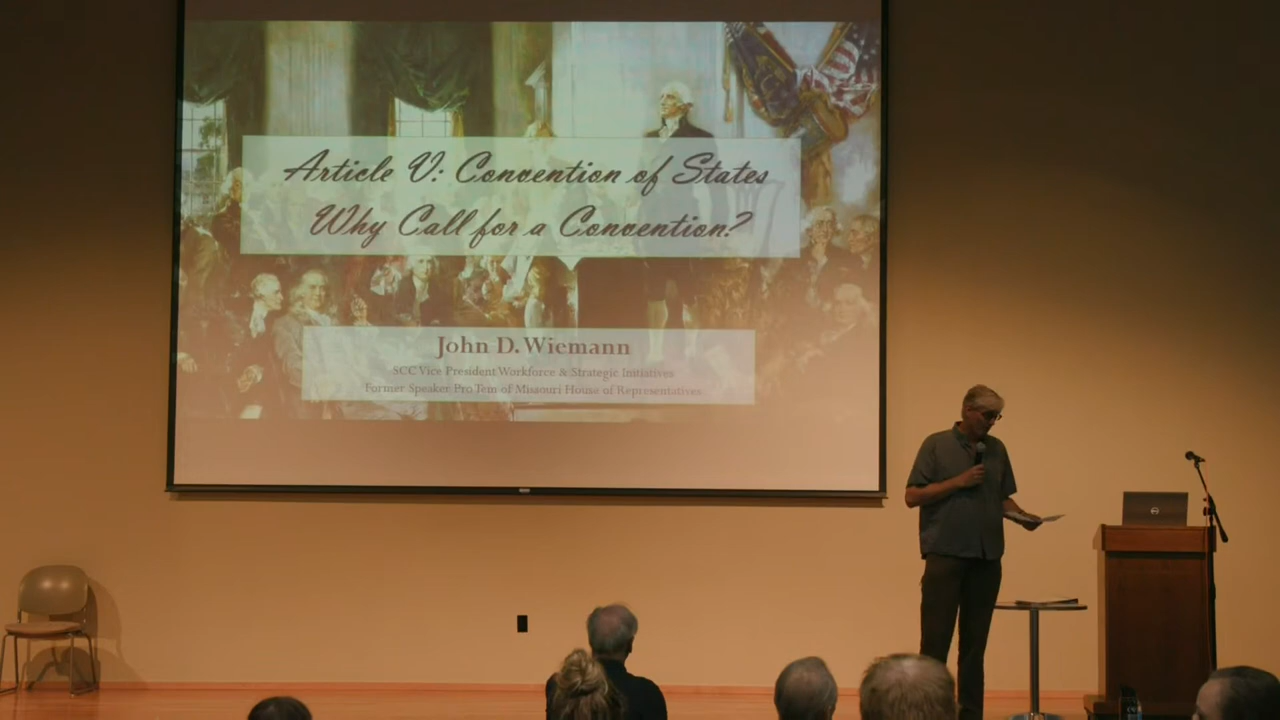 Article V: Convention of States
Why Call for a Convention?
John D. Wiemann
SCC Vice President Workforce & Strategic Initiatives
Former Speaker Pro Tem of Missouri House of Representatives